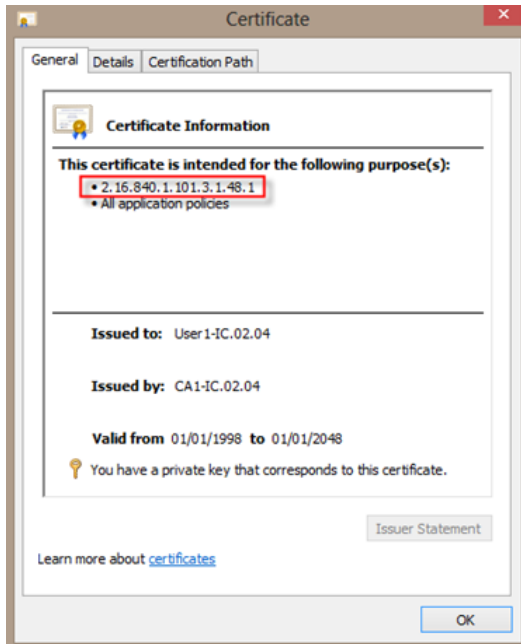 Certificate
General Details Certification Path
Certificate Information
This certificate is intended for the following purpose(s):
• 2.16.840.1.101.3.1.48.1
• All application policies
Issued to: User1-IC.02.04
Issued by: CA1-IC.02.04
Valid from 01/01/1998 to 01/01/2048
You have a private key that corresponds to this certificate.
Issuer Statement
Learn more about certificates
OK